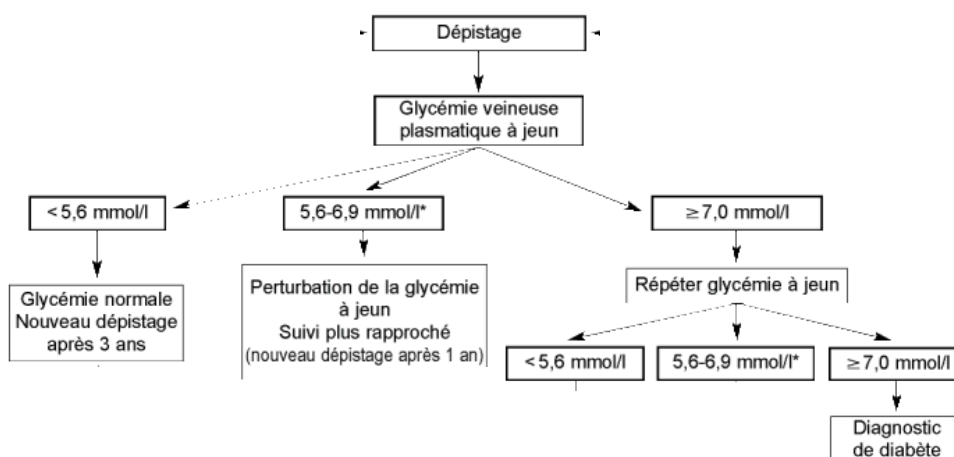 Dépistage
Glycémie veineuse
plasmatique à jeun
< 5,6 mmol/l
5,6-6,9 mmol/l*
≥ 7,0 mmol/l
Glycémie normale
Nouveau dépistage
après 3 ans
Perturbation de la glycémie
à jeun
Suivi plus rapproché
(nouveau dépistage après 1 an)
Répéter glycémie à jeun
< 5,6 mmol/l
5,6-6,9 mmol/l*
≥ 7,0 mmol/l
Diagnostic
de diabète